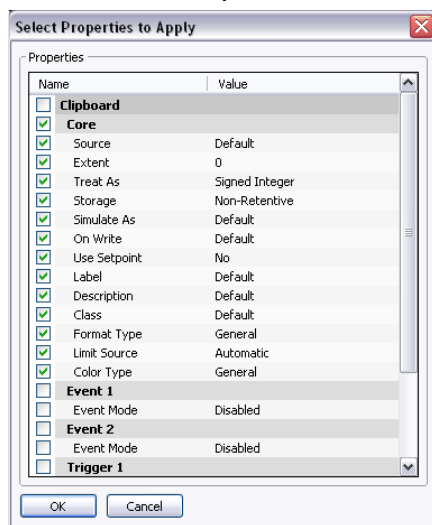 Select Properties to Apply
Properties
Name Value
Clipboard
Core
Source Default
Extent 0
Treat As Signed Integer
Storage Non-Retentive
Simulate As Default
On Write Default
Use Setpoint No
Label Default
Description Default
Class Default
Format Type General
Limit Source Automatic
Color Type General
Event 1
Event Mode Disabled
Event 2
Event Mode Disabled
Trigger 1
OK Cancel